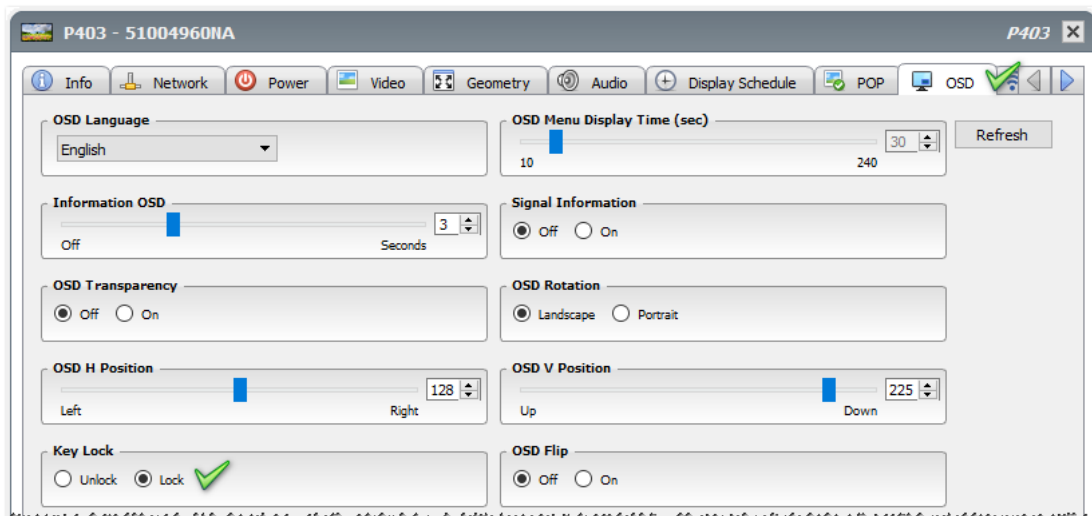 P403 - 51004960NA P403
Info Network Power Video Geometry Audio Display Schedule POP OSD
OSD Language
English
OSD Menu Display Time (sec)
30
10 240
Refresh
Information OSD
3
Off Seconds
Signal Information
Off On
OSD Transparency
Off On
OSD Rotation
Landscape Portrait
OSD H Position
128
Left Right
OSD V Position
225
Up Down
Key Lock
Unlock Lock
OSD Flip
Off On